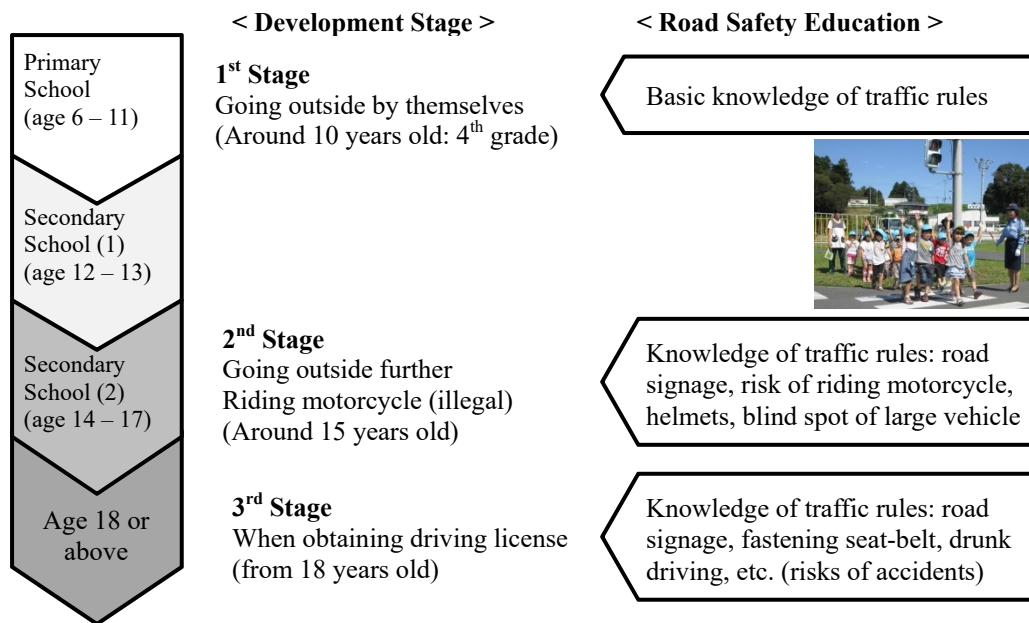 < Development Stage >
< Road Safety Education >
Primary
School
(age 6 – 11)
1st Stage
Going outside by themselves
(Around 10 years old: 4th grade)
Basic knowledge of traffic rules
Secondary
School (1)
(age 12 – 13)
Secondary
School (2)
(age 14 – 17)
2nd Stage
Going outside further
Riding motorcycle (illegal)
(Around 15 years old)
Knowledge of traffic rules: road
signage, risk of riding motorcycle,
helmets, blind spot of large vehicle
Age 18 or
above
3rd Stage
When obtaining driving license
(from 18 years old)
Knowledge of traffic rules: road
signage, fastening seat-belt, drunk
driving, etc. (risks of accidents)